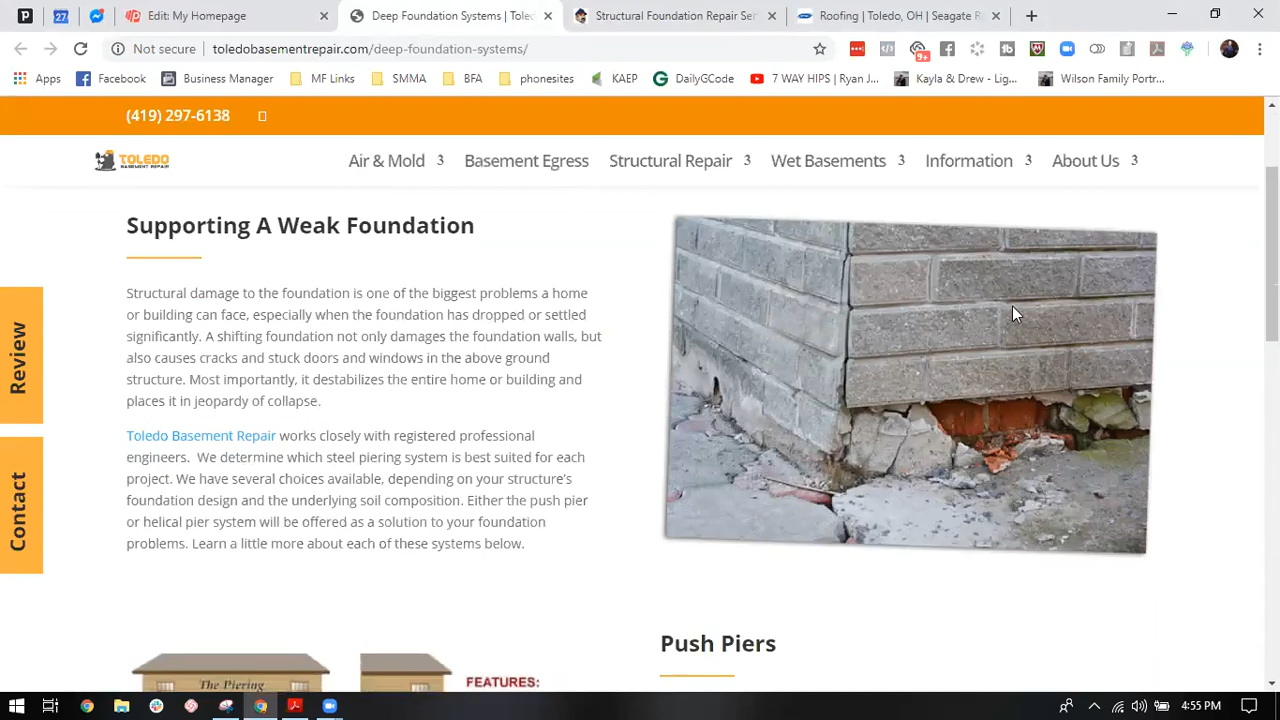 Edit: My Homepage
Deep Foundation Systems | Toled
Structural Foundation Repair Ser
Roofing | Toledo, OH | Seagate R
Not secure
toledobasementrepair.com/deep-foundation-systems/
9+
Apps
Facebook
Business Manager
MF Links
SMMA
BFA
phonesites
KAEP
DailyGCode
7 WAY HIPS | Ryan J...
Kayla & Drew - Lig...
Wilson Family Portr...
(419) 297-6138
TOLEDO
BASEMENT REPAIR
Air & Mold 3
Basement Egress
Structural Repair 3
Wet Basements 3
Information 3
About Us 3
Review
Contact
Supporting A Weak Foundation
Structural damage to the foundation is one of the biggest problems a home
or building can face, especially when the foundation has dropped or settled
significantly. A shifting foundation not only damages the foundation walls, but
also causes cracks and stuck doors and windows in the above ground
structure. Most importantly, it destabilizes the entire home or building and
places it in jeopardy of collapse.
Toledo Basement Repair works closely with registered professional
engineers. We determine which steel piering system is best suited for each
project. We have several choices available, depending on your structure's
foundation design and the underlying soil composition. Either the push pier
or helical pier system will be offered as a solution to your foundation
problems. Learn a little more about each of these systems below.
The Piering
FEATURES:
Push Piers
4:55 PM